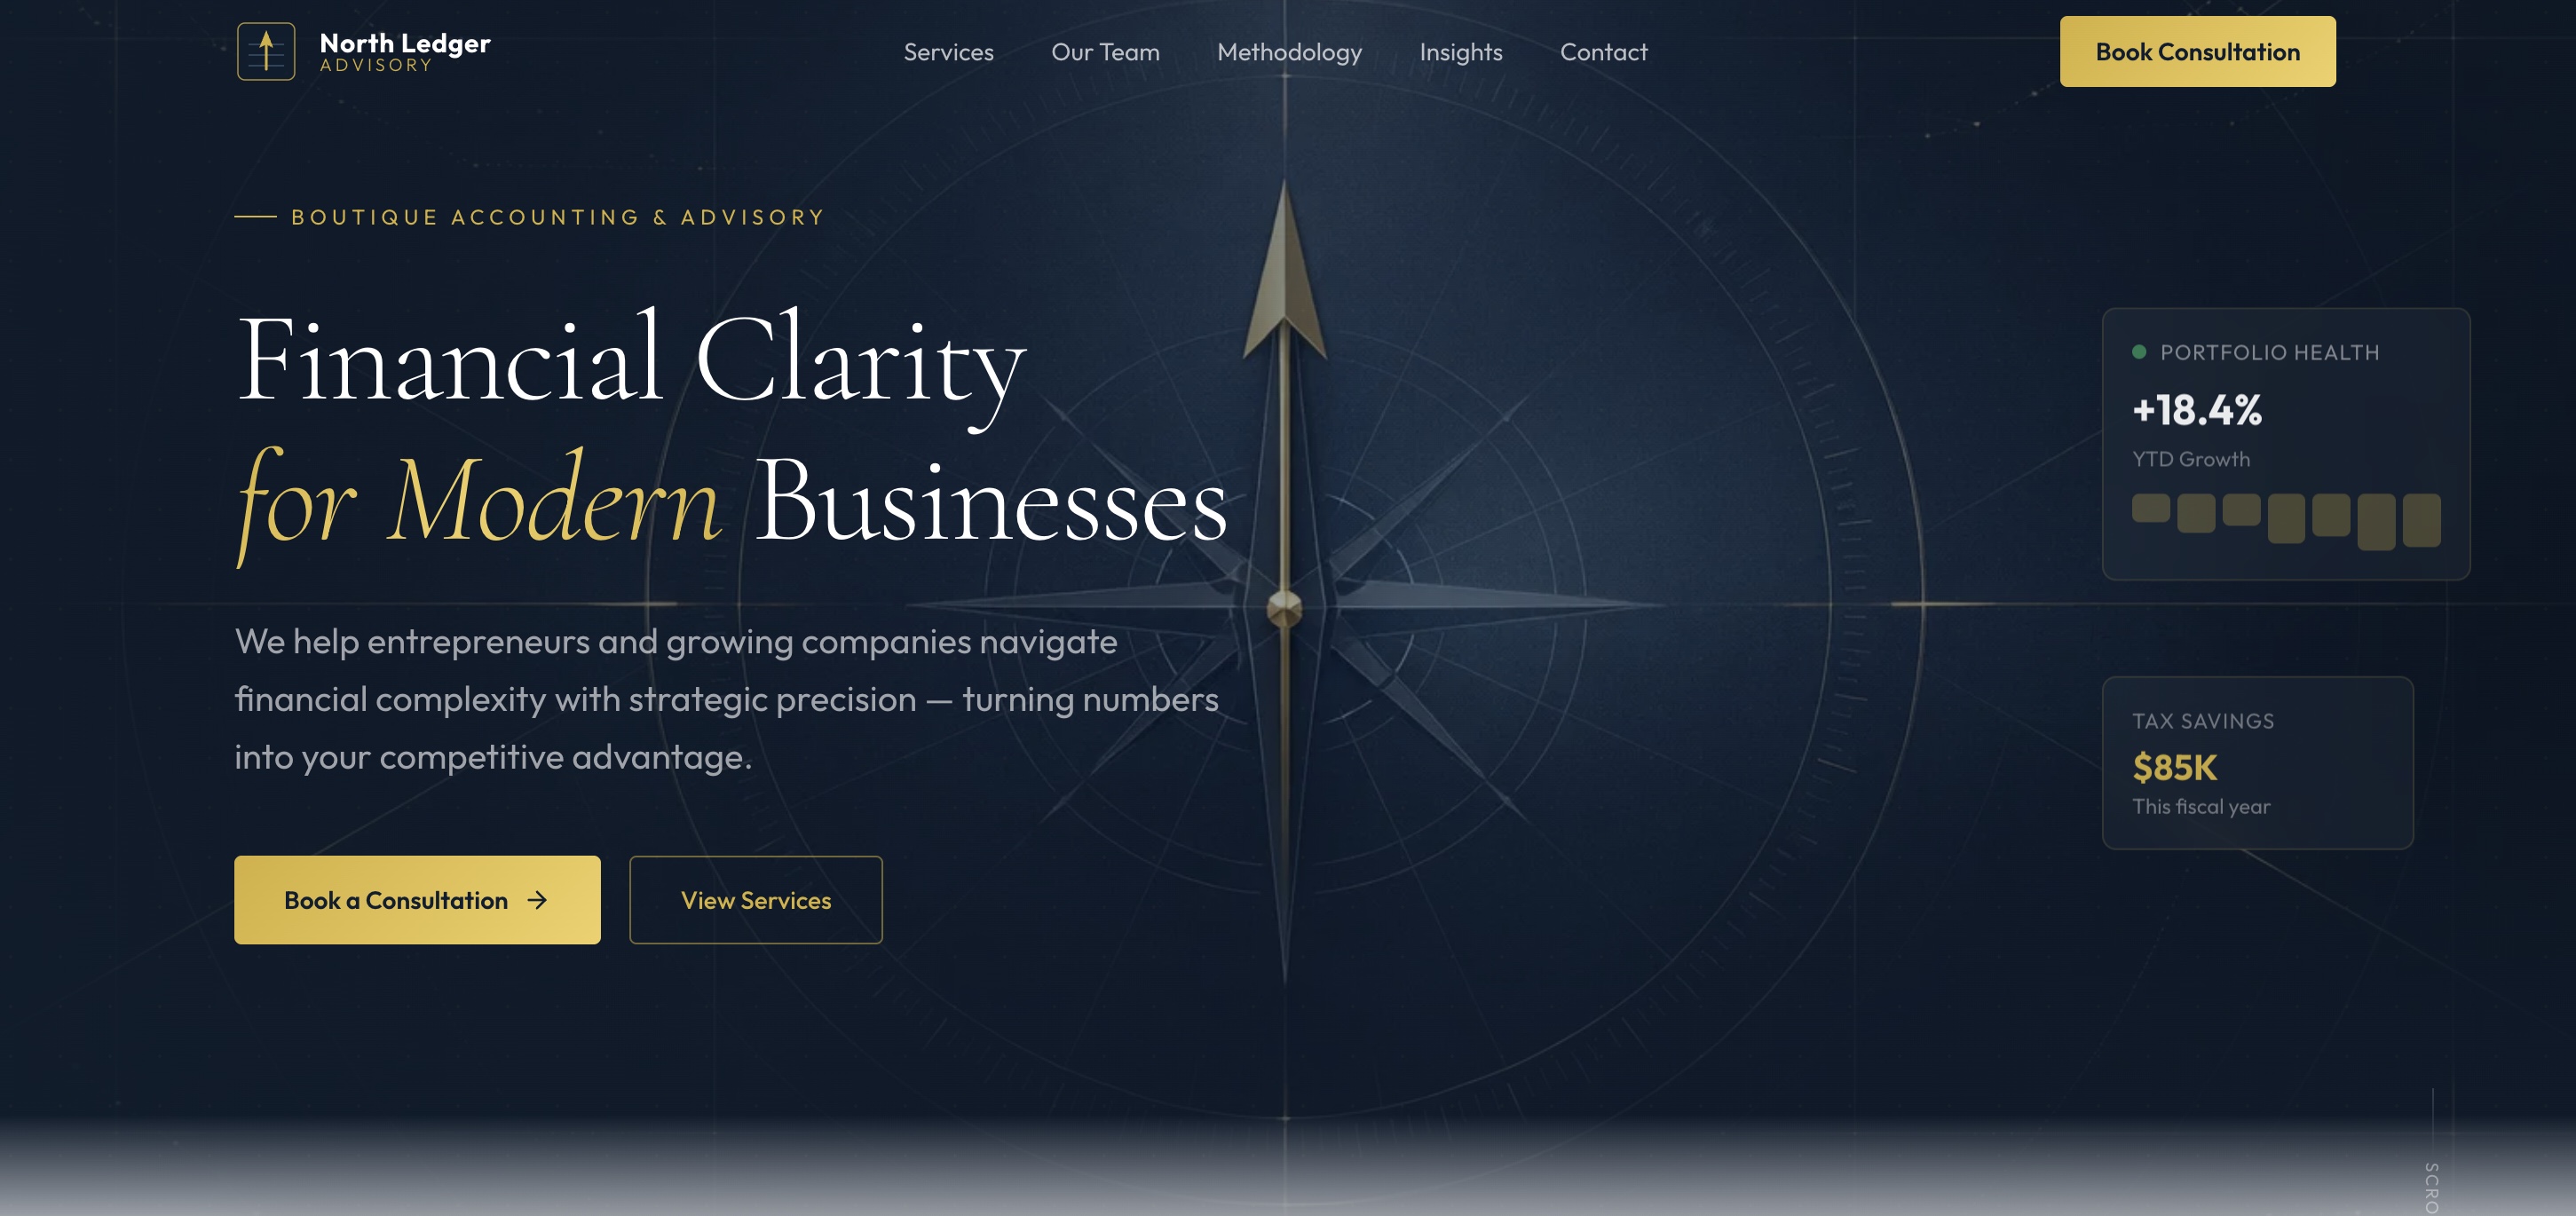 North Ledger
ADVISORY
Services
Our Team
Methodology
Insights
Contact
Book Consultation
BOUTIQUE ACCOUNTING & ADVISORY
Financial Clarity
for Modern Businesses
We help entrepreneurs and growing companies navigate
financial complexity with strategic precision — turning numbers
into your competitive advantage.
Book a Consultation →
View Services
PORTFOLIO HEALTH
+18.4%
YTD Growth
TAX SAVINGS
$85K
This fiscal year
SCRO